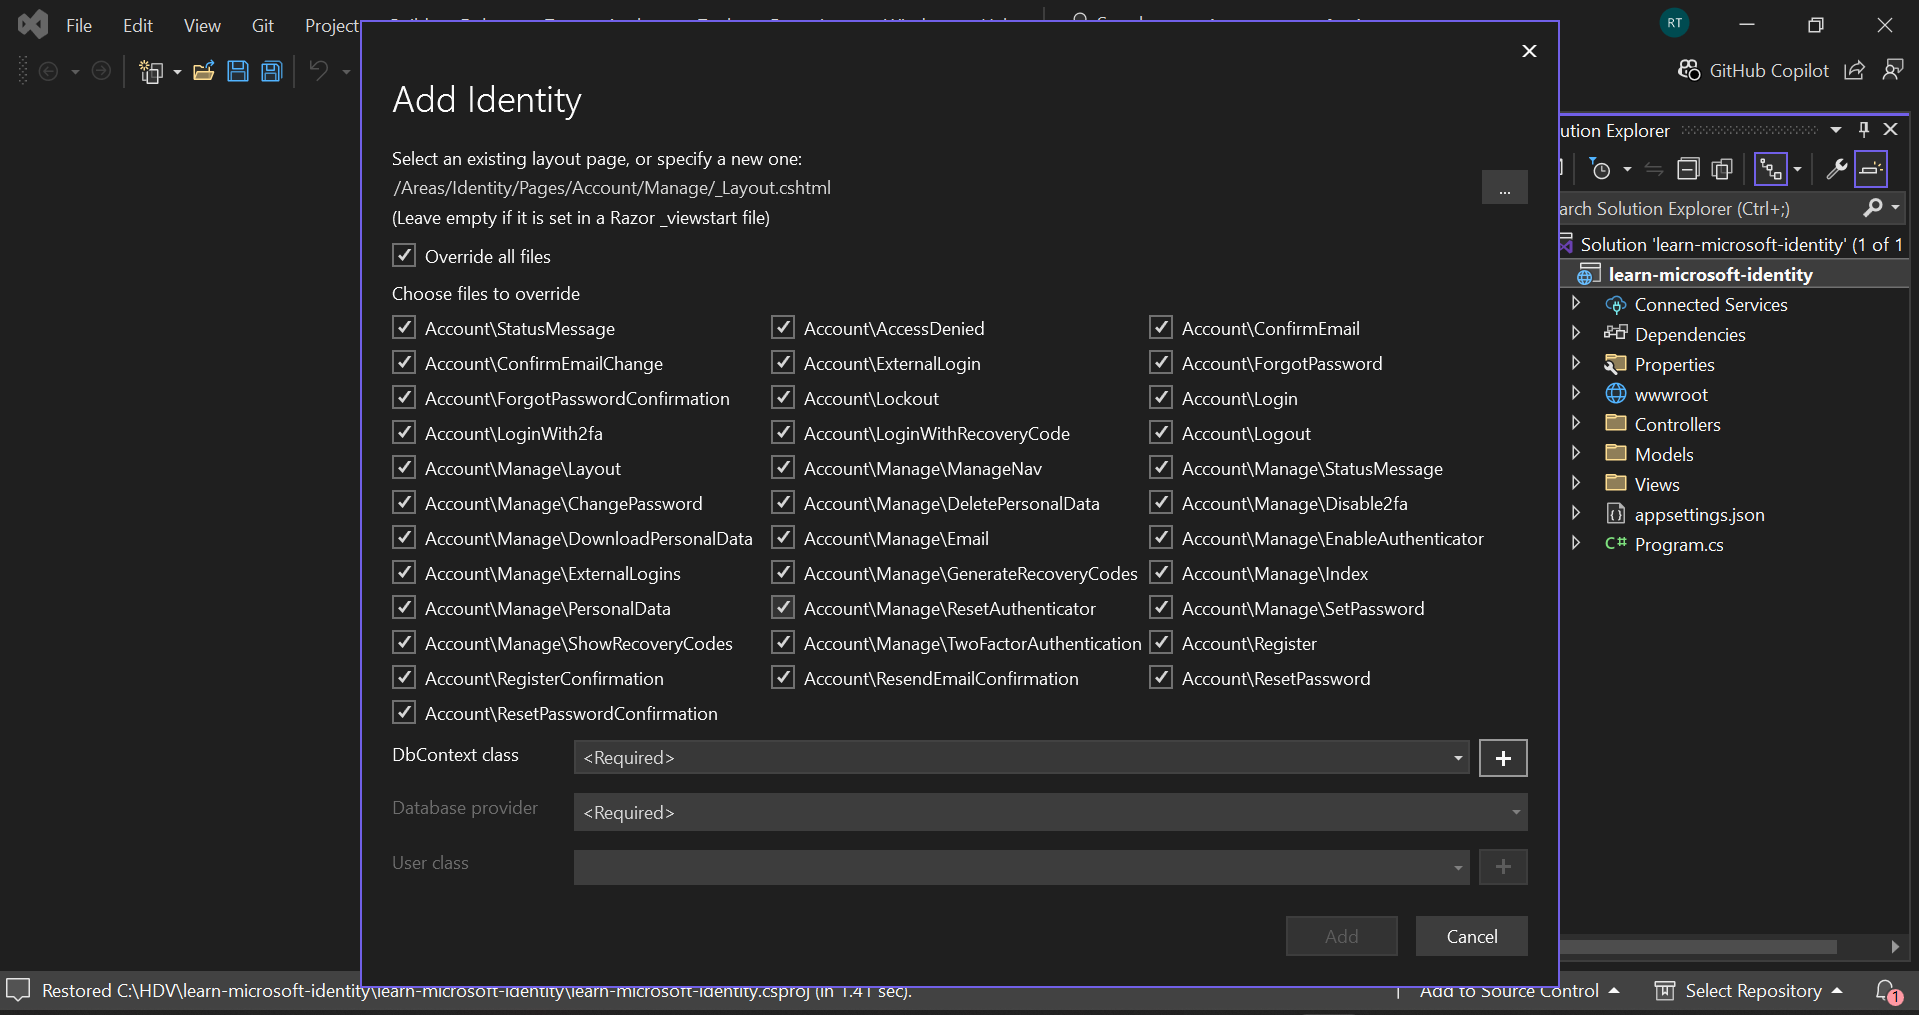 File Edit View Git Project
RT
GitHub Copilot
Add Identity
Select an existing layout page, or specify a new one:
/Areas/Identity/Pages/Account/Manage/_Layout.cshtml
...
(Leave empty if it is set in a Razor _viewstart file)
Override all files
Choose files to override
Account\StatusMessage Account\AccessDenied Account\ConfirmEmail
Account\ConfirmEmailChange Account\ExternalLogin Account\ForgotPassword
Account\ForgotPasswordConfirmation Account\Lockout Account\Login
Account\LoginWith2fa Account\LoginWithRecoveryCode Account\Logout
Account\Manage\Layout Account\Manage\ManageNav Account\Manage\StatusMessage
Account\Manage\ChangePassword Account\Manage\DeletePersonalData Account\Manage\Disable2fa
Account\Manage\DownloadPersonalData Account\Manage\Email Account\Manage\EnableAuthenticator
Account\Manage\ExternalLogins Account\Manage\GenerateRecoveryCodes Account\Manage\Index
Account\Manage\PersonalData Account\Manage\ResetAuthenticator Account\Manage\SetPassword
Account\Manage\ShowRecoveryCodes Account\Manage\TwoFactorAuthentication Account\Register
Account\RegisterConfirmation Account\ResendEmailConfirmation Account\ResetPassword
Account\ResetPasswordConfirmation
DbContext class <Required>
Database provider <Required>
User class
Add Cancel
ution Explorer
arch Solution Explorer (Ctrl+;)
Solution 'learn-microsoft-identity' (1 of 1
learn-microsoft-identity
Connected Services
Dependencies
Properties
wwwroot
Controllers
Models
Views
appsettings.json
C# Program.cs
Restored C:\HDV\learn-microsoft-identity\learn-microsoft-identity\learn-microsoft-identity.csproj (in 1.41 sec).
Add to Source Control Select Repository 1